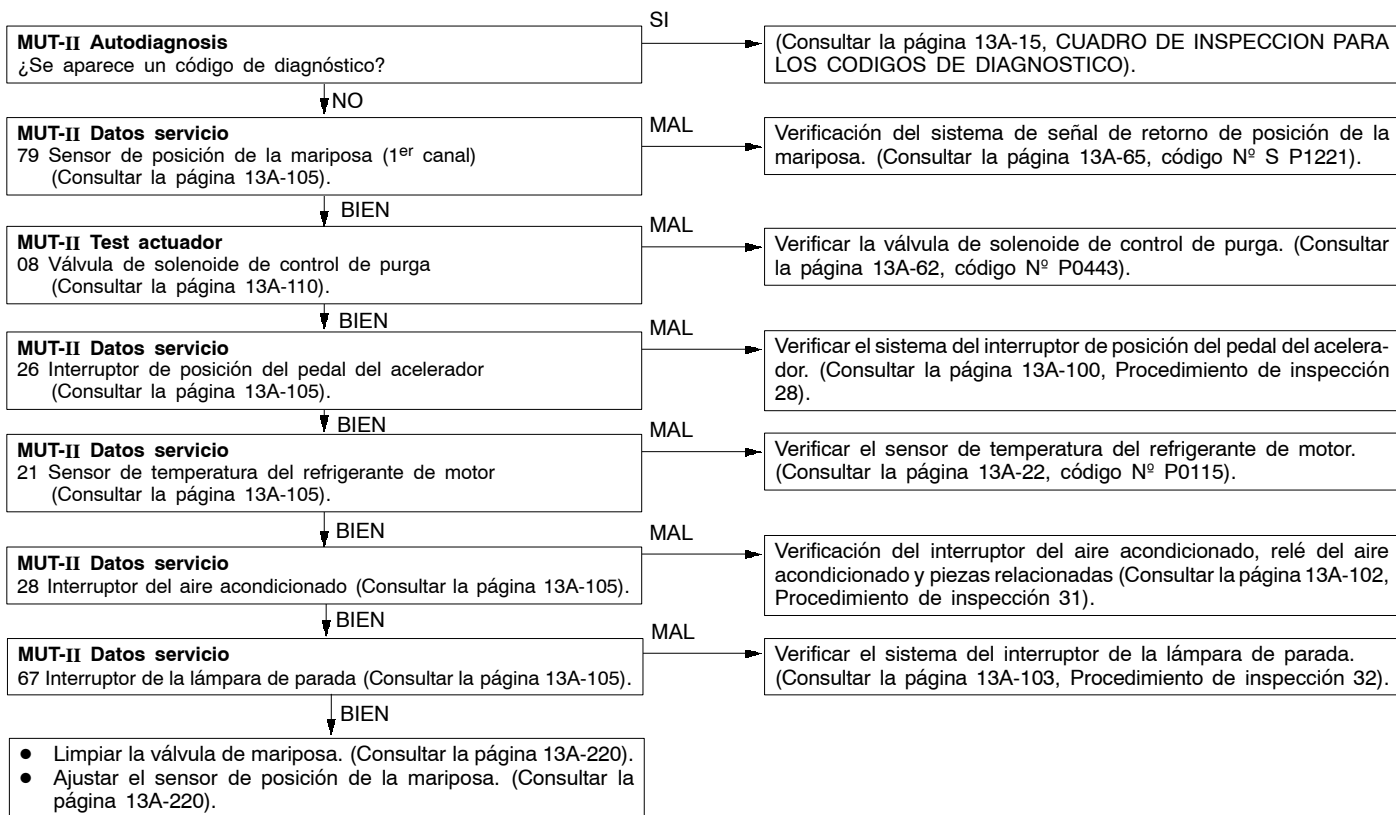 SI
MUT-II Autodiagnosis
¿Se aparece un código de diagnóstico?
(Consultar la página 13A-15, CUADRO DE INSPECCION PARA
LOS CODIGOS DE DIAGNOSTICO).
NO
MUT-II Datos servicio
79 Sensor de posición de la mariposa (1er canal)
(Consultar la página 13A-105).
MAL
Verificación del sistema de señal de retorno de posición de la
mariposa. (Consultar la página 13A-65, código Nº S P1221).
BIEN
MUT-II Test actuador
08 Válvula de solenoide de control de purga
(Consultar la página 13A-110).
MAL
Verificar la válvula de solenoide de control de purga. (Consultar
la página 13A-62, código Nº P0443).
BIEN
MUT-II Datos servicio
26 Interruptor de posición del pedal del acelerador
(Consultar la página 13A-105).
MAL
Verificar el sistema del interruptor de posición del pedal del acelera-
dor. (Consultar la página 13A-100, Procedimiento de inspección
28).
BIEN
MUT-II Datos servicio
21 Sensor de temperatura del refrigerante de motor
(Consultar la página 13A-105).
MAL
Verificar el sensor de temperatura del refrigerante de motor.
(Consultar la página 13A-22, código Nº P0115).
BIEN
MUT-II Datos servicio
28 Interruptor del aire acondicionado (Consultar la página 13A-105).
MAL
Verificación del interruptor del aire acondicionado, relé del aire
acondicionado y piezas relacionadas (Consultar la página 13A-102,
Procedimiento de inspección 31).
BIEN
MUT-II Datos servicio
67 Interruptor de la lámpara de parada (Consultar la página 13A-105).
MAL
Verificar el sistema del interruptor de la lámpara de parada.
(Consultar la página 13A-103, Procedimiento de inspección 32).
BIEN
● Limpiar la válvula de mariposa. (Consultar la página 13A-220).
● Ajustar el sensor de posición de la mariposa. (Consultar la
página 13A-220).